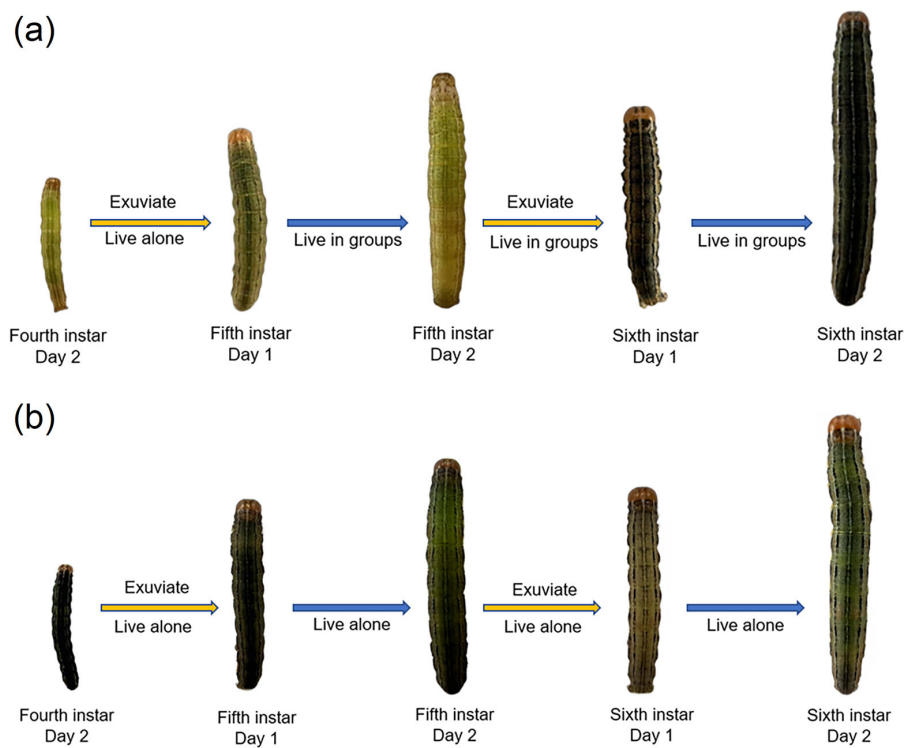 (a)
Exuviate
Live alone
Live in groups
Exuviate
Live in groups
Live in groups
Fourth instar
Day 2
Fifth instar
Day 1
Fifth instar
Day 2
Sixth instar
Day 1
Sixth instar
Day 2
(b)
Exuviate
Live alone
Live alone
Exuviate
Live alone
Live alone
Fourth instar
Day 2
Fifth instar
Day 1
Fifth instar
Day 2
Sixth instar
Day 1
Sixth instar
Day 2